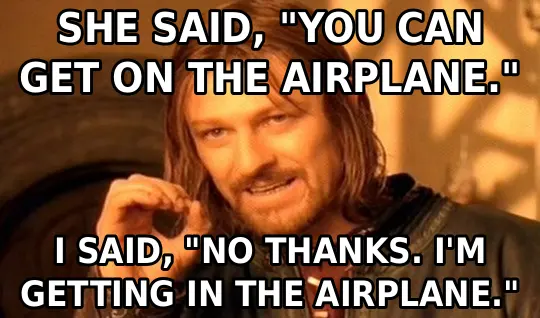 SHE SAID, "YOU CAN
GET ON THE AIRPLANE."
I SAID, "NO THANKS. I'M
GETTING IN THE AIRPLANE."